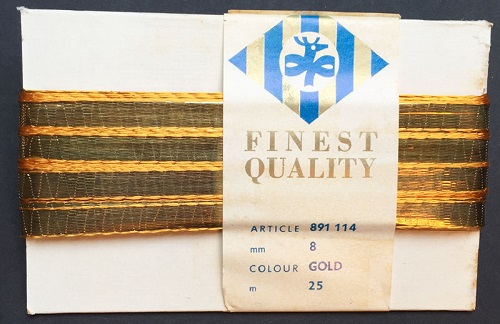 FINEST
QUALITY
ARTICLE 891 114
mm 8
COLOUR GOLD
m 25